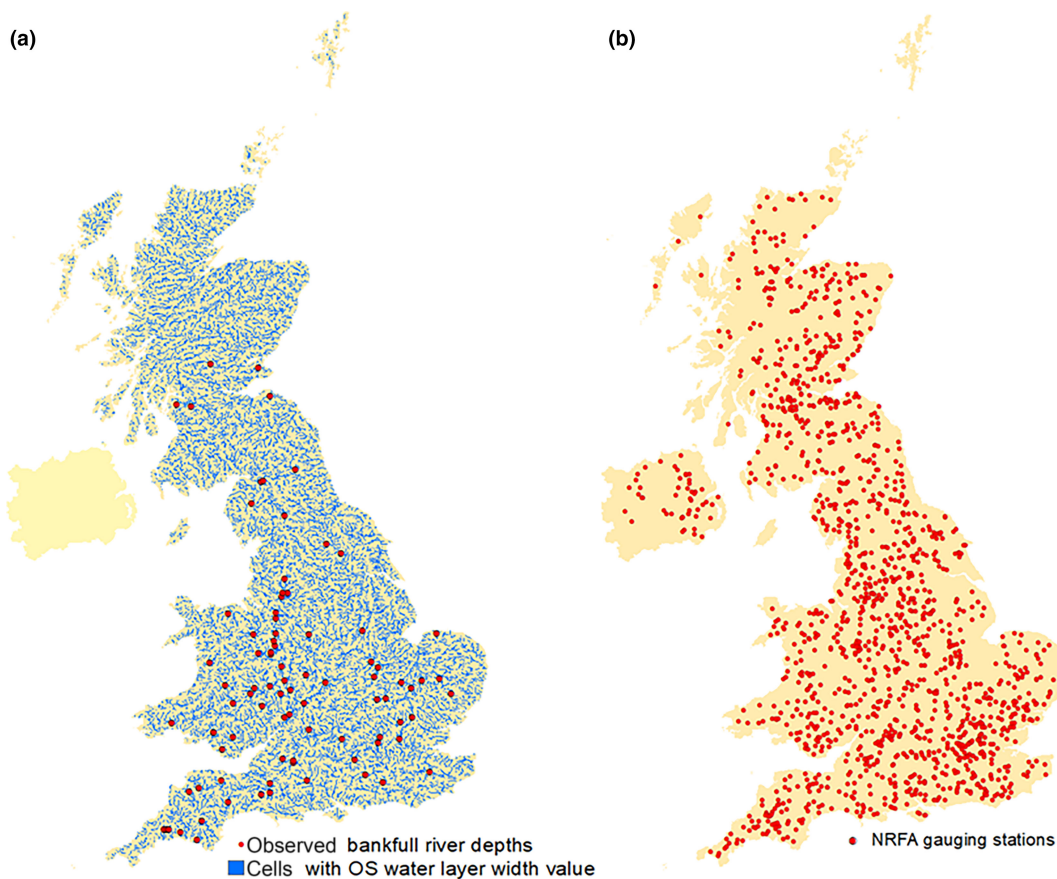 (a)
(b)
Observed bankfull river depths
Cells with OS water layer width value
NRFA gauging stations